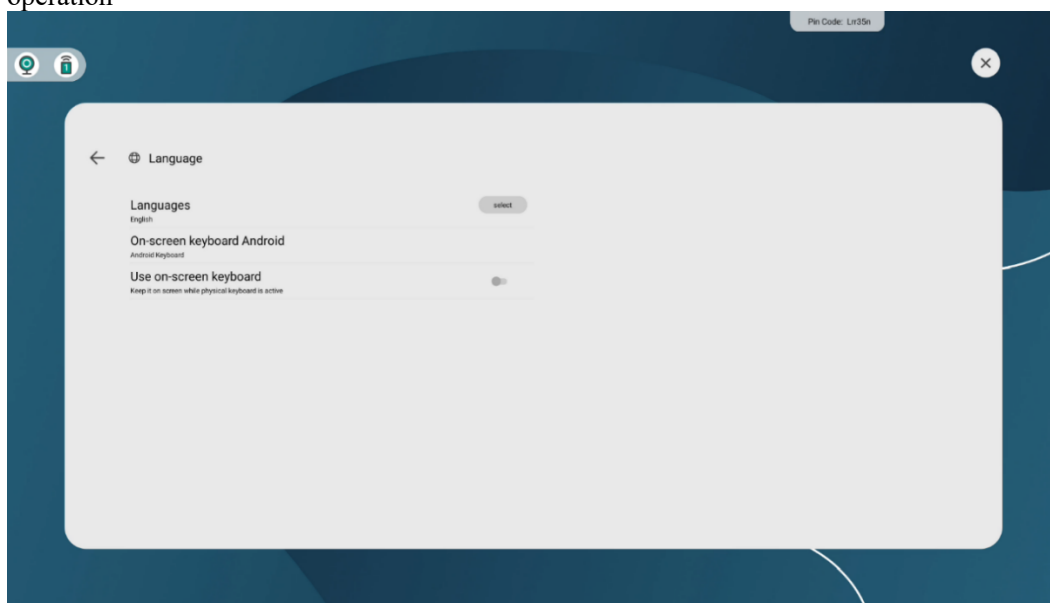 operation
Pin Code: Lrr35n
1
Language
Languages
select
English
On-screen keyboard Android
Android Keyboard
Use on-screen keyboard
Keep it on screen while physical keyboard is active